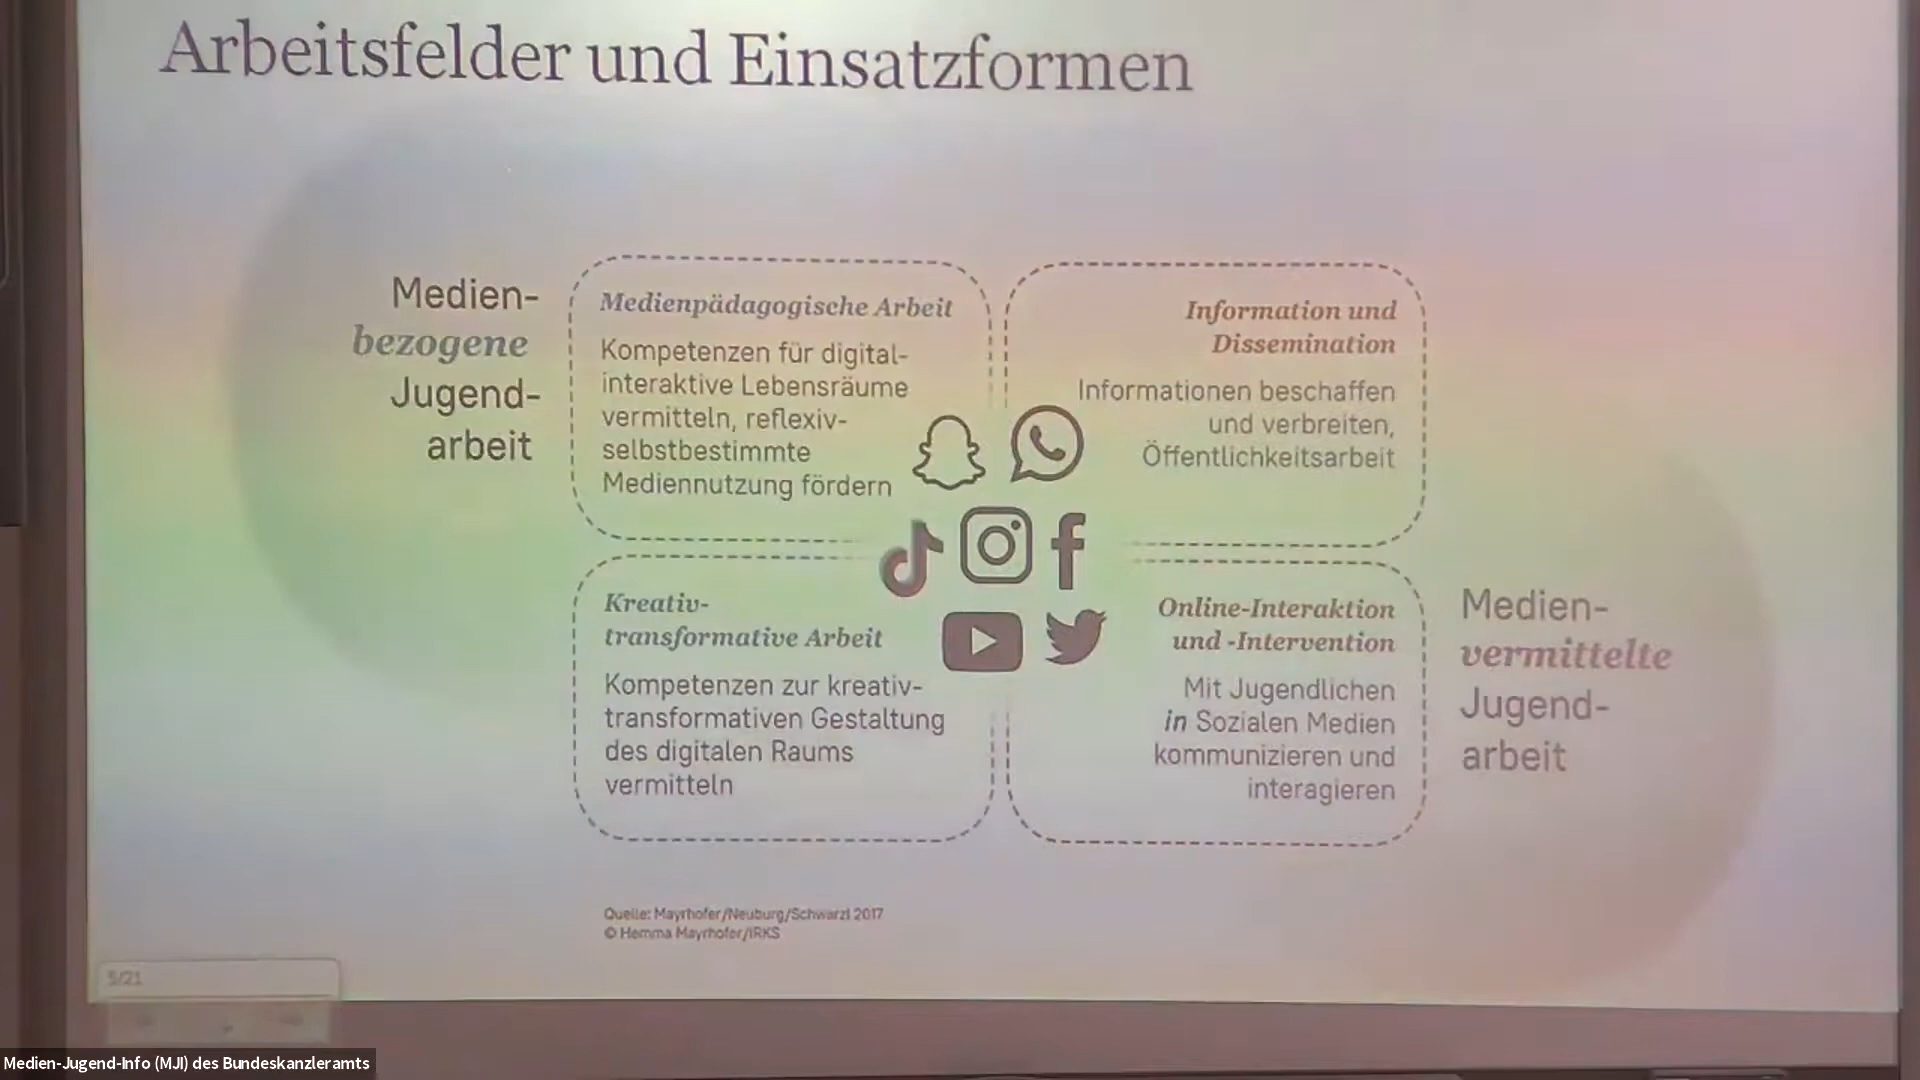 Arbeitsfelder und Einsatzformen
Medien-
bezogene
Jugend-
arbeit
Medienpädagogische Arbeit
Kompetenzen für digital-
interaktive Lebensräume
vermitteln, reflexiv-
selbstbestimmte
Mediennutzung fördern
Information und
Dissemination
Informationen beschaffen
und verbreiten,
Öffentlichkeitsarbeit
Kreativ-
transformative Arbeit
Kompetenzen zur kreativ-
transformativen Gestaltung
des digitalen Raums
vermitteln
Online-Interaktion
und -Intervention
Mit Jugendlichen
in Sozialen Medien
kommunizieren und
interagieren
Medien-
vermittelte
Jugend-
arbeit
Quelle: Mayrhofer/Neuburg/Schwarzl 2017
© Hemma Mayrhofer/IRKS
5/21
Medien-Jugend-Info (MJI) des Bundeskanzleramts